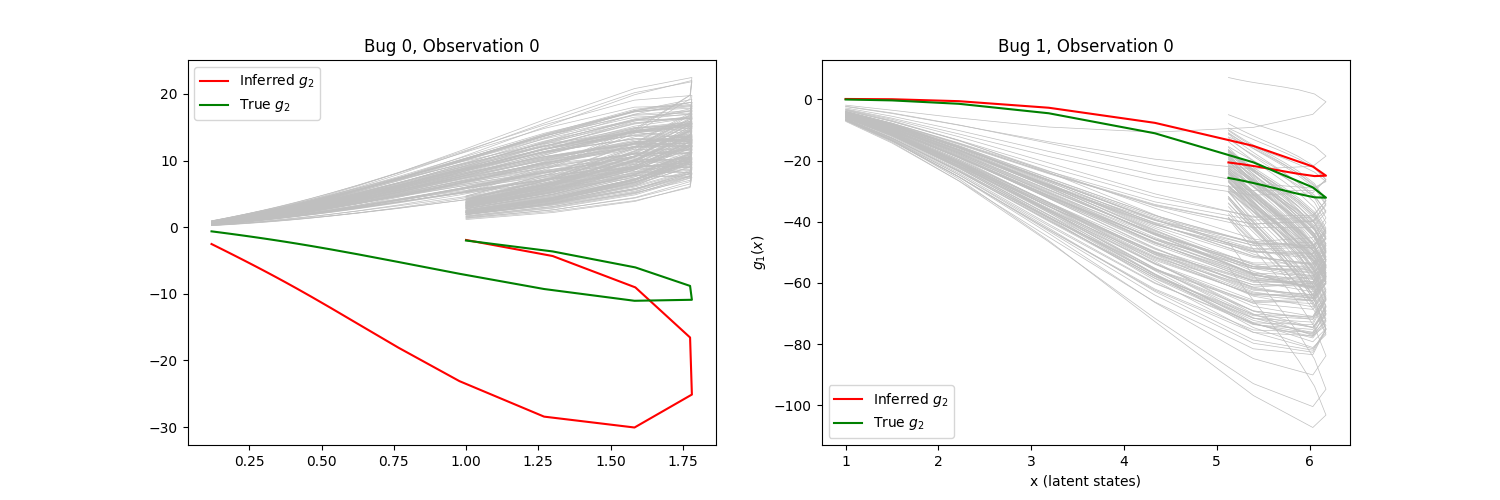 Bug 0, Observation 0
Inferred g₂
True g₂
20
10
0
−10
−20
−30
0.25 0.50 0.75 1.00 1.25 1.50 1.75
Bug 1, Observation 0
g₁(x)
0
−20
−40
−60
−80
−100
Inferred g₂
True g₂
1 2 3 4 5 6
x (latent states)